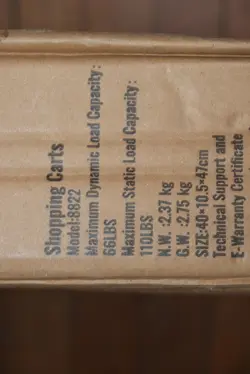 Shopping Carts
Model:8822
Maximum Dynamic Load Capacity:
66LBS
Maximum Static Load Capacity:
110LBS
N.W. :2.37 kg
G.W. :2.75 kg
SIZE:40×10.5×47cm
Technical Support and
E-Warranty Certificate